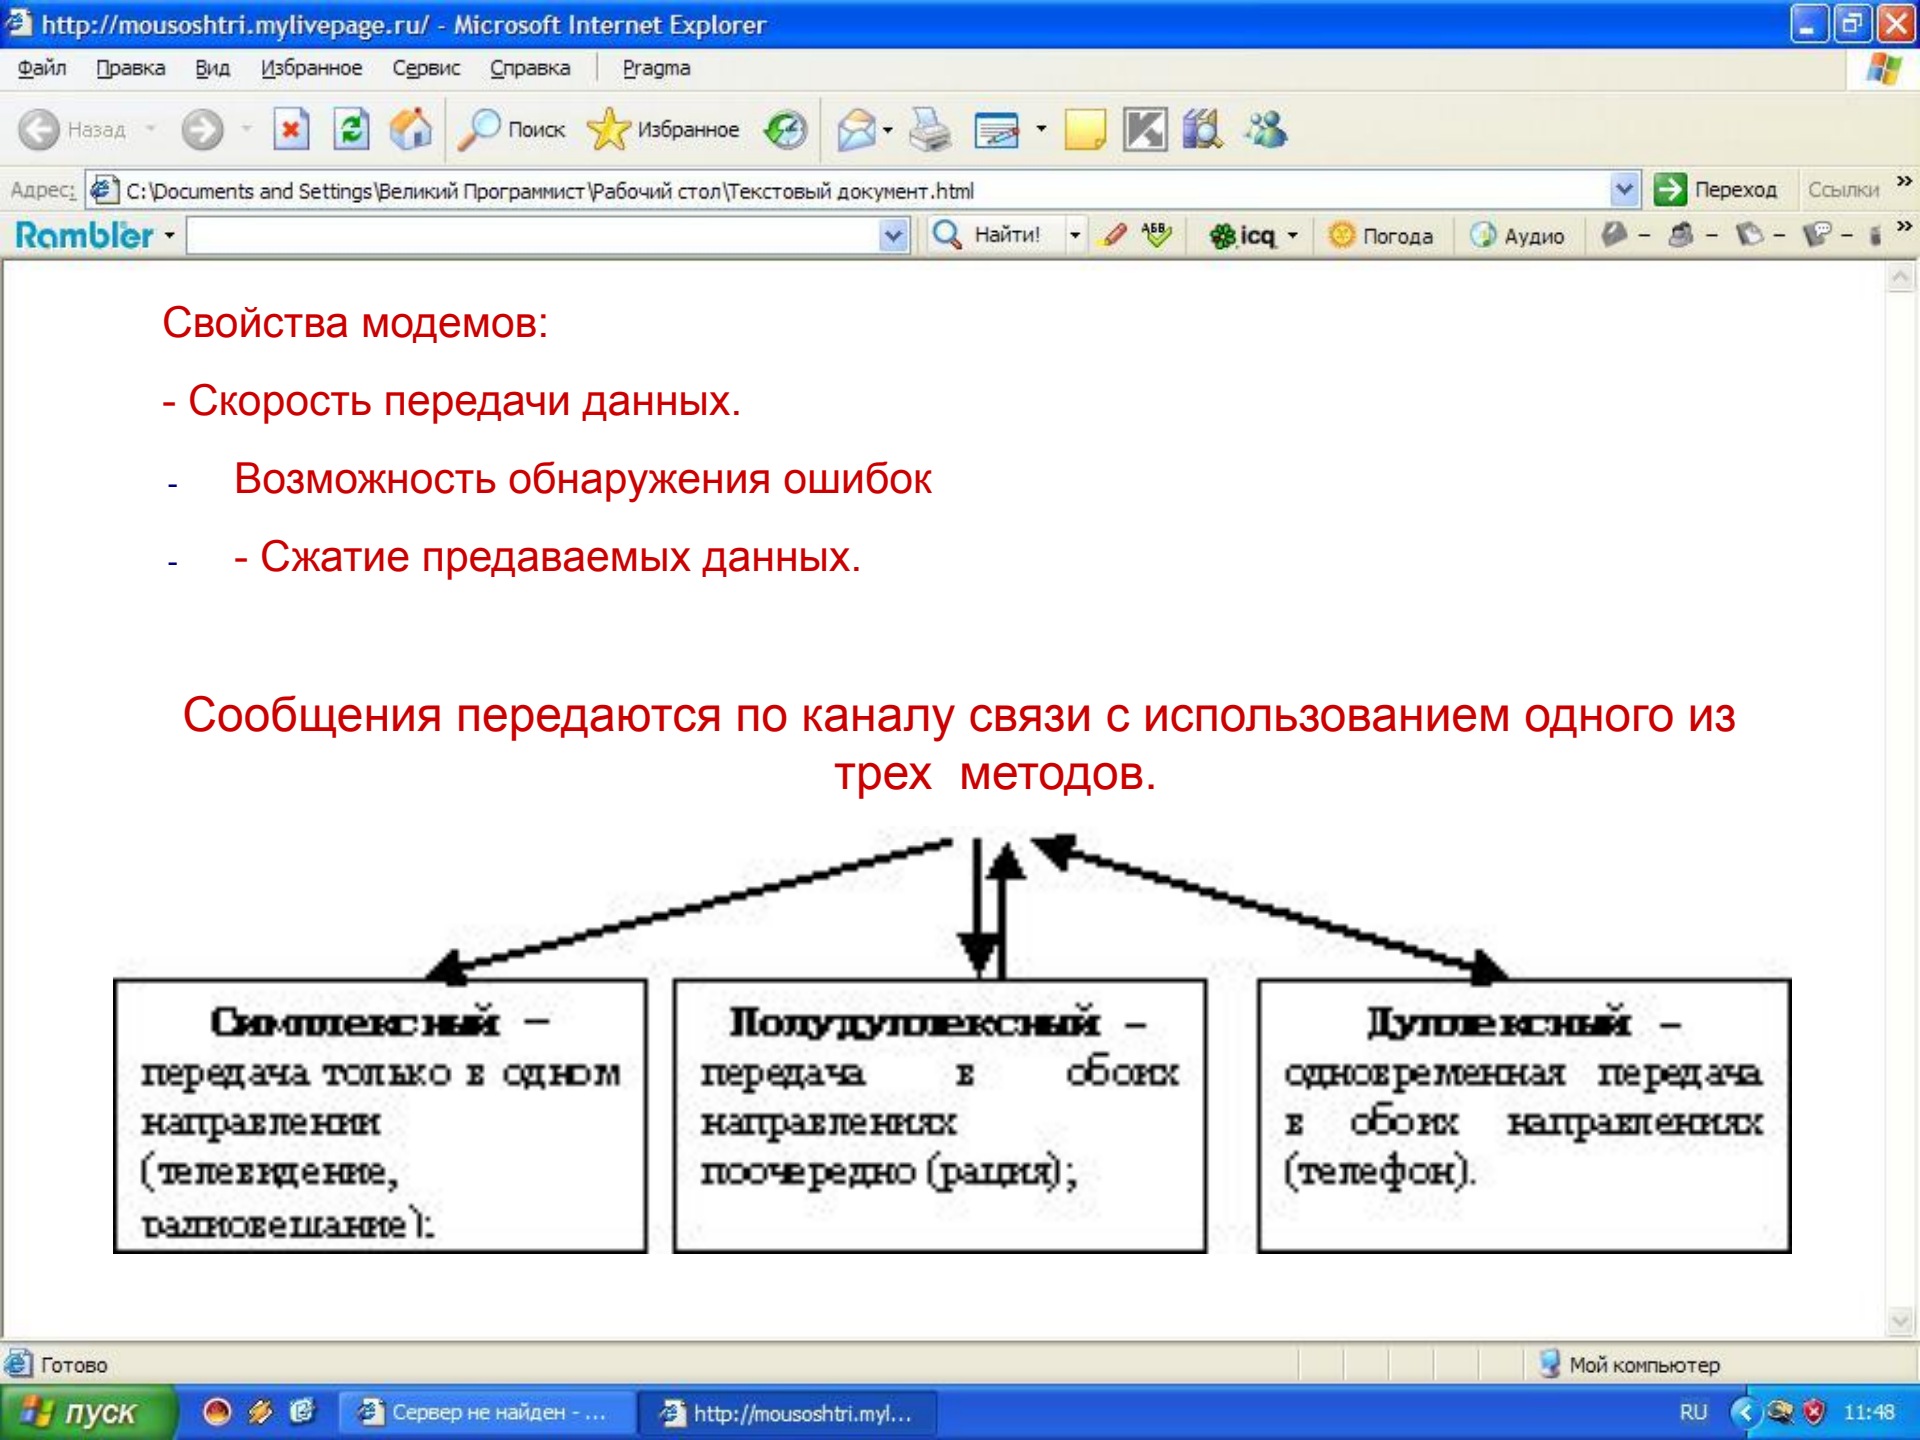 http://mousoshtri.mylivepage.ru/ - Microsoft Internet Explorer
Файл Правка Вид Избранное Сервис Справка Pragma
Назад Поиск Избранное
Адрес: C:\Documents and Settings\Великий Программист\Рабочий стол\Текстовый документ.html Переход Ссылки »
Rambler Найти! АБВ icq Погода Аудио »
Свойства модемов:
- Скорость передачи данных.
- Возможность обнаружения ошибок
- - Сжатие предаваемых данных.
Сообщения передаются по каналу связи с использованием одного из
трех методов.
Симплексный –
передача только в одном
направлении
(телевидение,
радиовещание);
Полудуплексный –
передача в обоих
направлениях
поочередно (рация);
Дуплексный –
одновременная передача
в обоих направлениях
(телефон).
Готово Мой компьютер
пуск Сервер не найден - ... http://mousoshtri.myl... RU 11:48